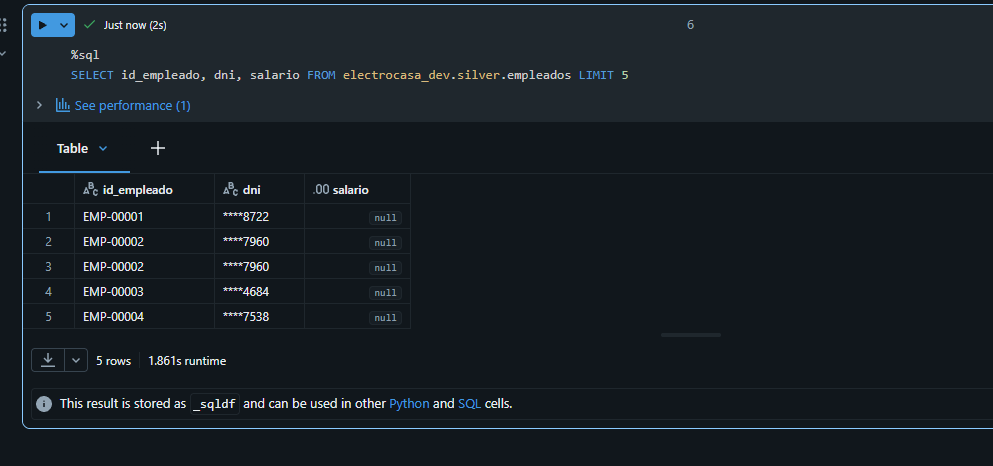 Just now (2s)
6
%sql
SELECT id_empleado, dni, salario FROM electrocasa_dev.silver.empleados LIMIT 5
See performance (1)
Table
id_empleado dni .00 salario
1 EMP-00001 ****8722 null
2 EMP-00002 ****7960 null
3 EMP-00002 ****7960 null
4 EMP-00003 ****4684 null
5 EMP-00004 ****7538 null
5 rows 1.861s runtime
This result is stored as _sqldf and can be used in other Python and SQL cells.